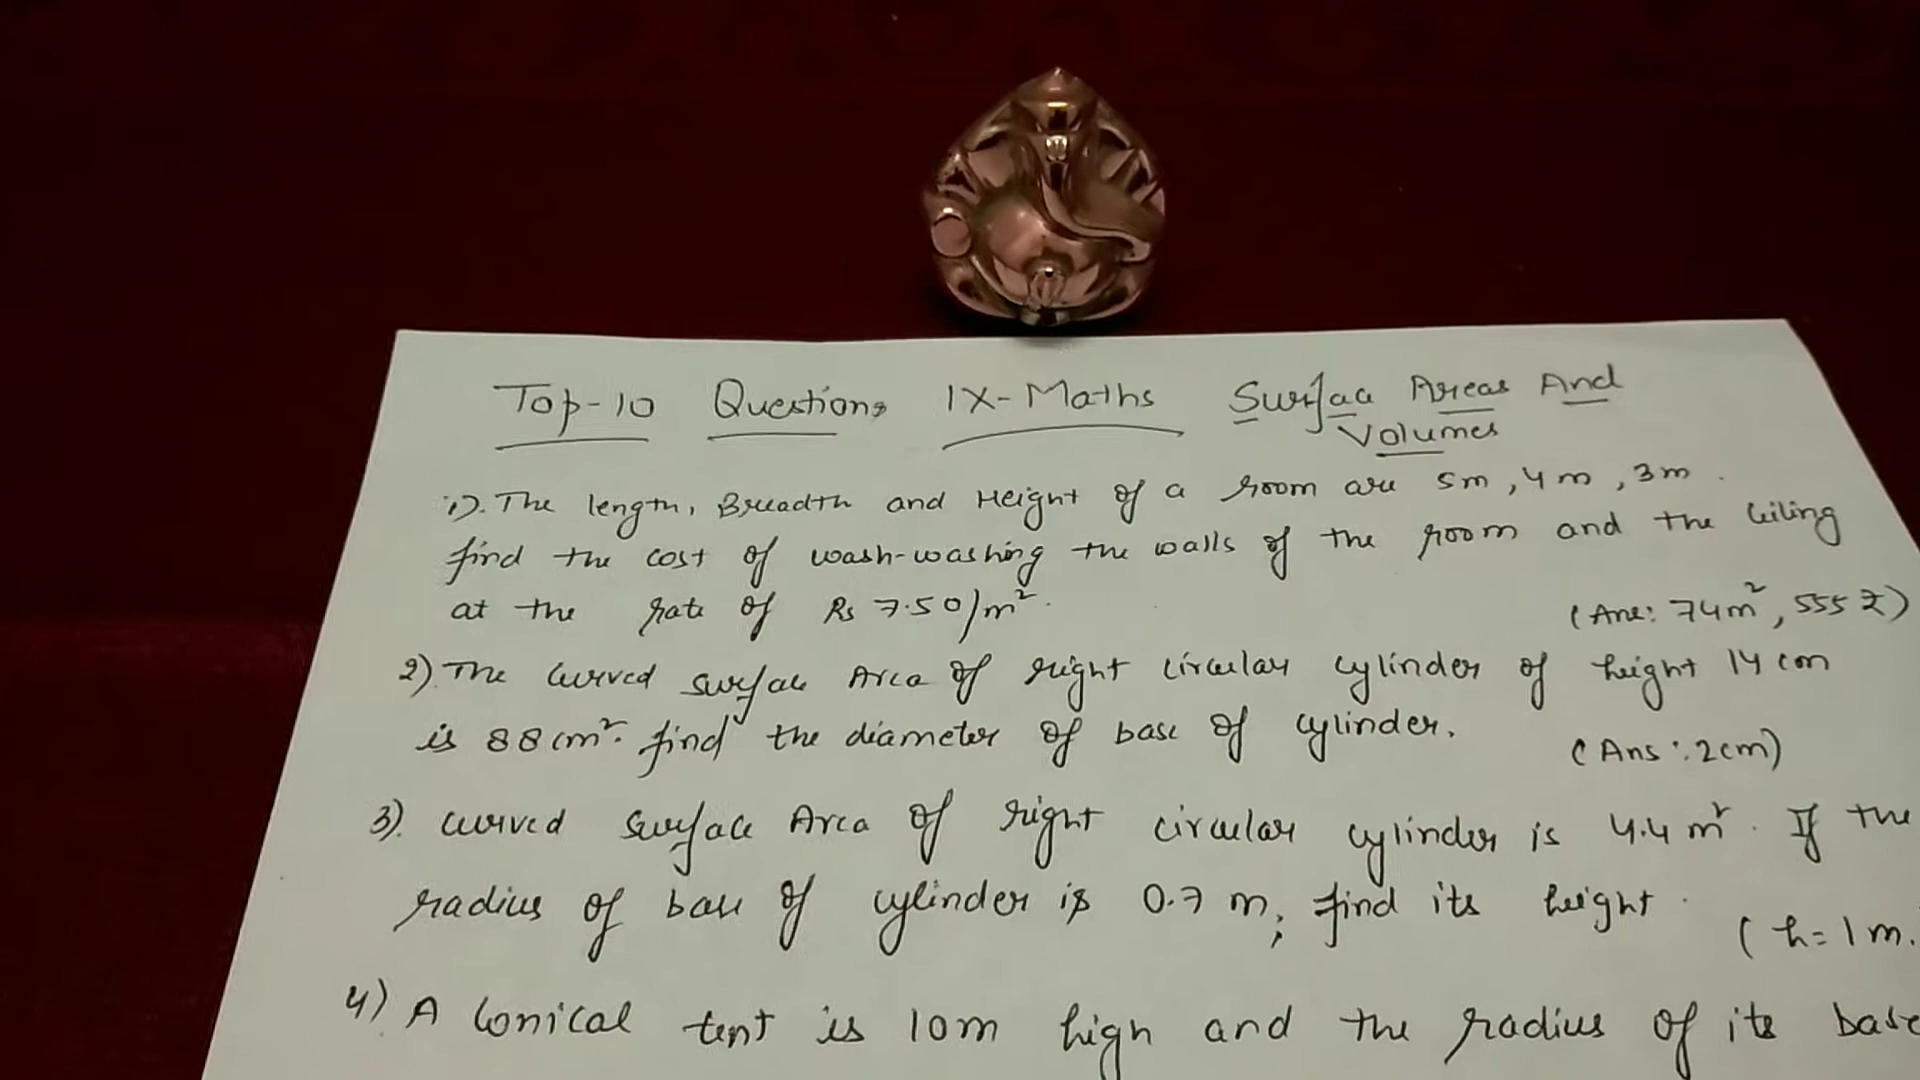 Top-10 Questions IX-Maths Surface Areas And
Volumes
1). The length, Breadth and Height of a room are 5m, 4m, 3m.
find the cost of wash-washing the walls of the room and the Ceiling
at the rate of Rs 7.50/m².
(Ans: 74m², 555 ₹)
2) The Curved surface Area of right circular cylinder of height 14 cm
is 88 cm². find the diameter of base of cylinder.
(Ans: 2cm)
3). curved surface Area of right circular cylinder is 4.4 m². If the
radius of base of cylinder is 0.7 m; find its height.
(h=1m.
4) A Conical tent is 10m high and the radius of its base